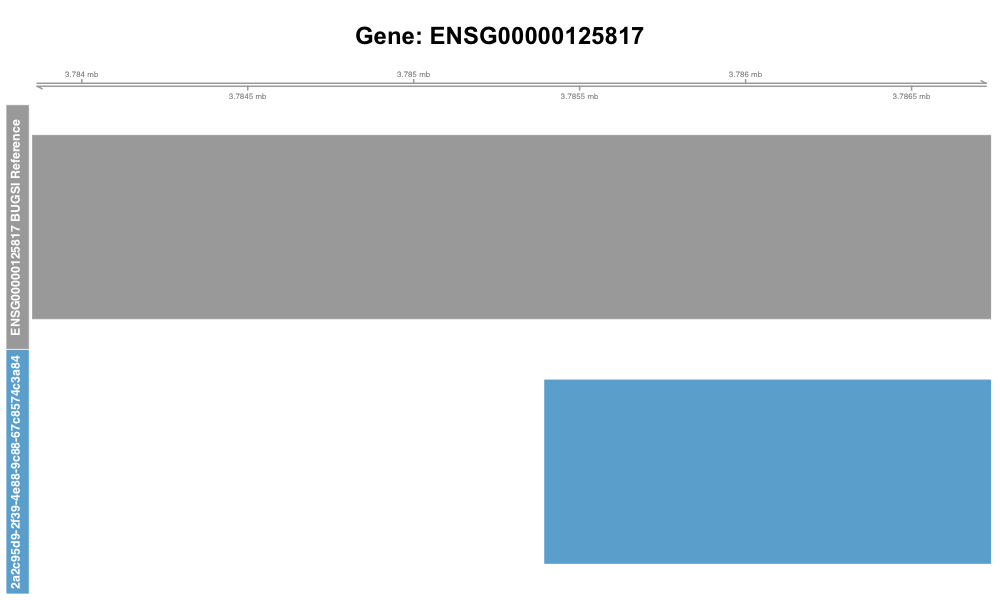 Gene: ENSG00000125817
3.784 mb
3.785 mb
3.786 mb
3.7845 mb
3.7855 mb
3.7865 mb
ENSG00000125817 BUGSI Reference
2a2c95d9-2f39-4e88-9c88-67c8574c3a84